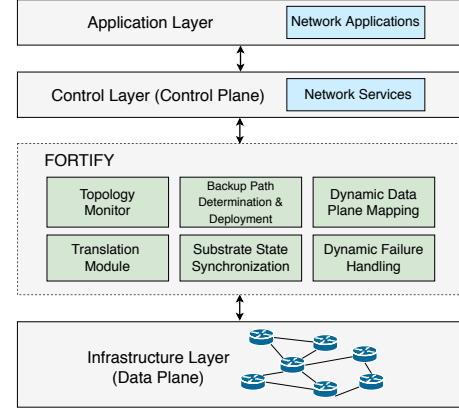 Application Layer
Network Applications
Control Layer (Control Plane)
Network Services
FORTIFY
Topology
Monitor
Backup Path
Determination &
Deployment
Dynamic Data
Plane Mapping
Translation
Module
Substrate State
Synchronization
Dynamic Failure
Handling
Infrastructure Layer
(Data Plane)